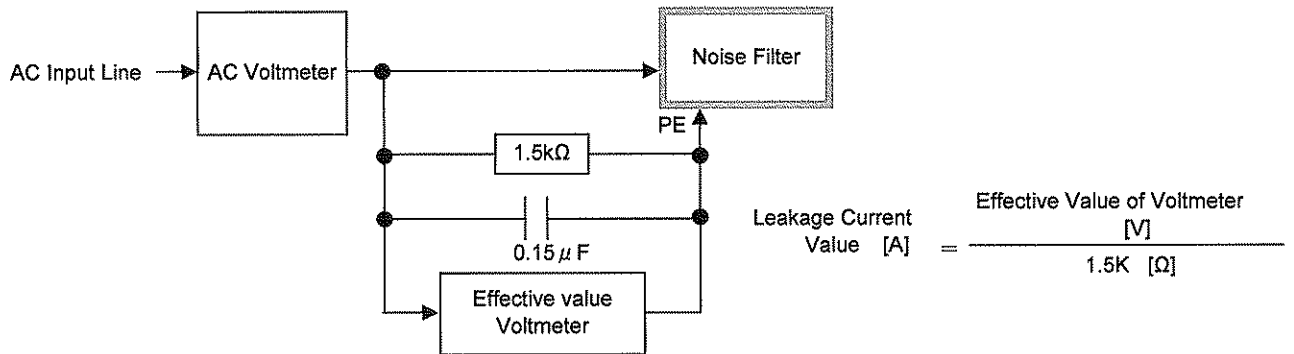 AC Input Line
AC Voltmeter
Noise Filter
PE
1.5kΩ
0.15μF
Effective value
Voltmeter
Leakage Current
Value [A]
=
Effective Value of Voltmeter
[V]
1.5K [Ω]